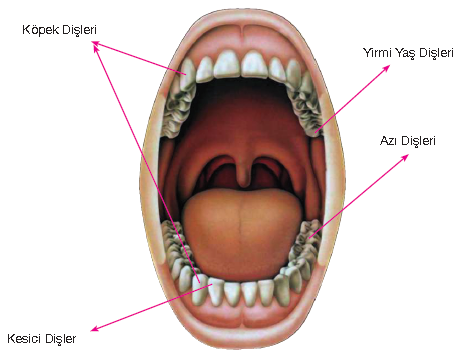 Köpek Dişleri
Yirmi Yaş Dişleri
Azı Dişleri
Kesici Dişler